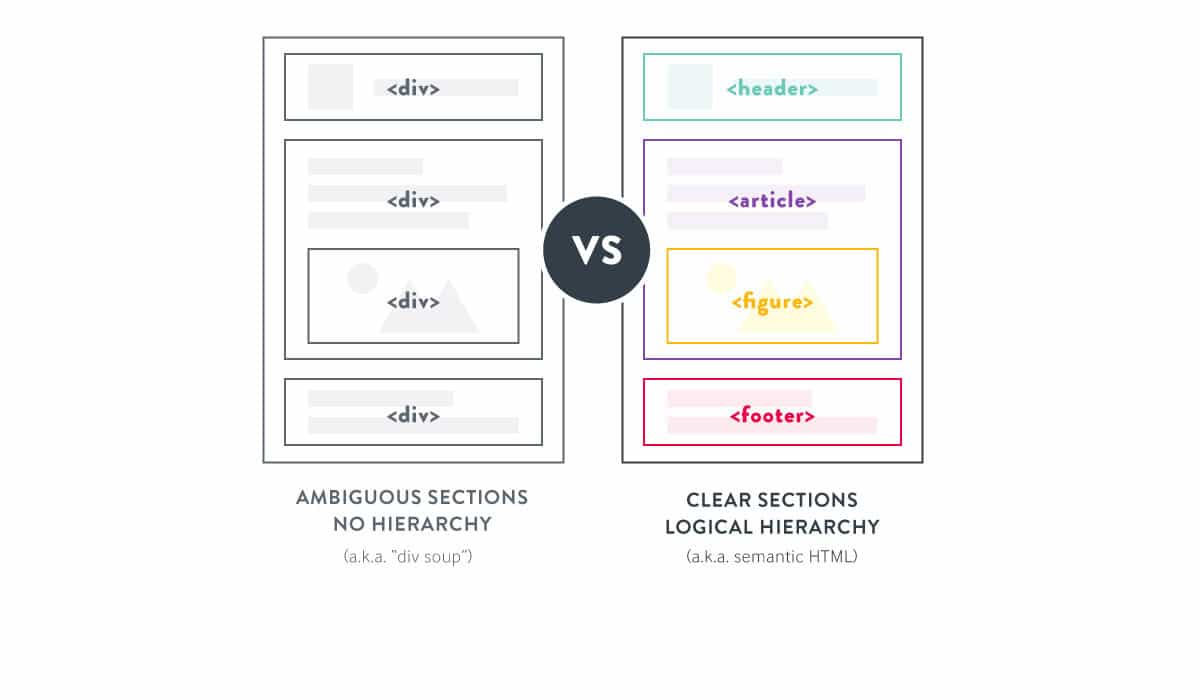 <div>
<div>
<div>
<div>
AMBIGUOUS SECTIONS
NO HIERARCHY
(a.k.a. "div soup")
VS
<header>
<article>
<figure>
<footer>
CLEAR SECTIONS
LOGICAL HIERARCHY
(a.k.a. semantic HTML)